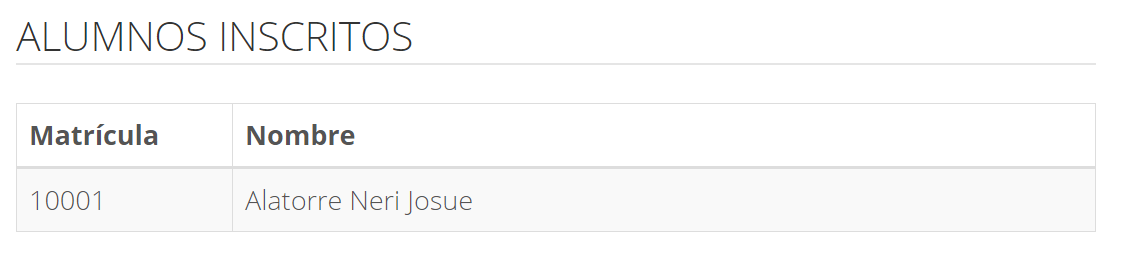 ALUMNOS INSCRITOS
Matrícula Nombre
10001 Alatorre Neri Josue